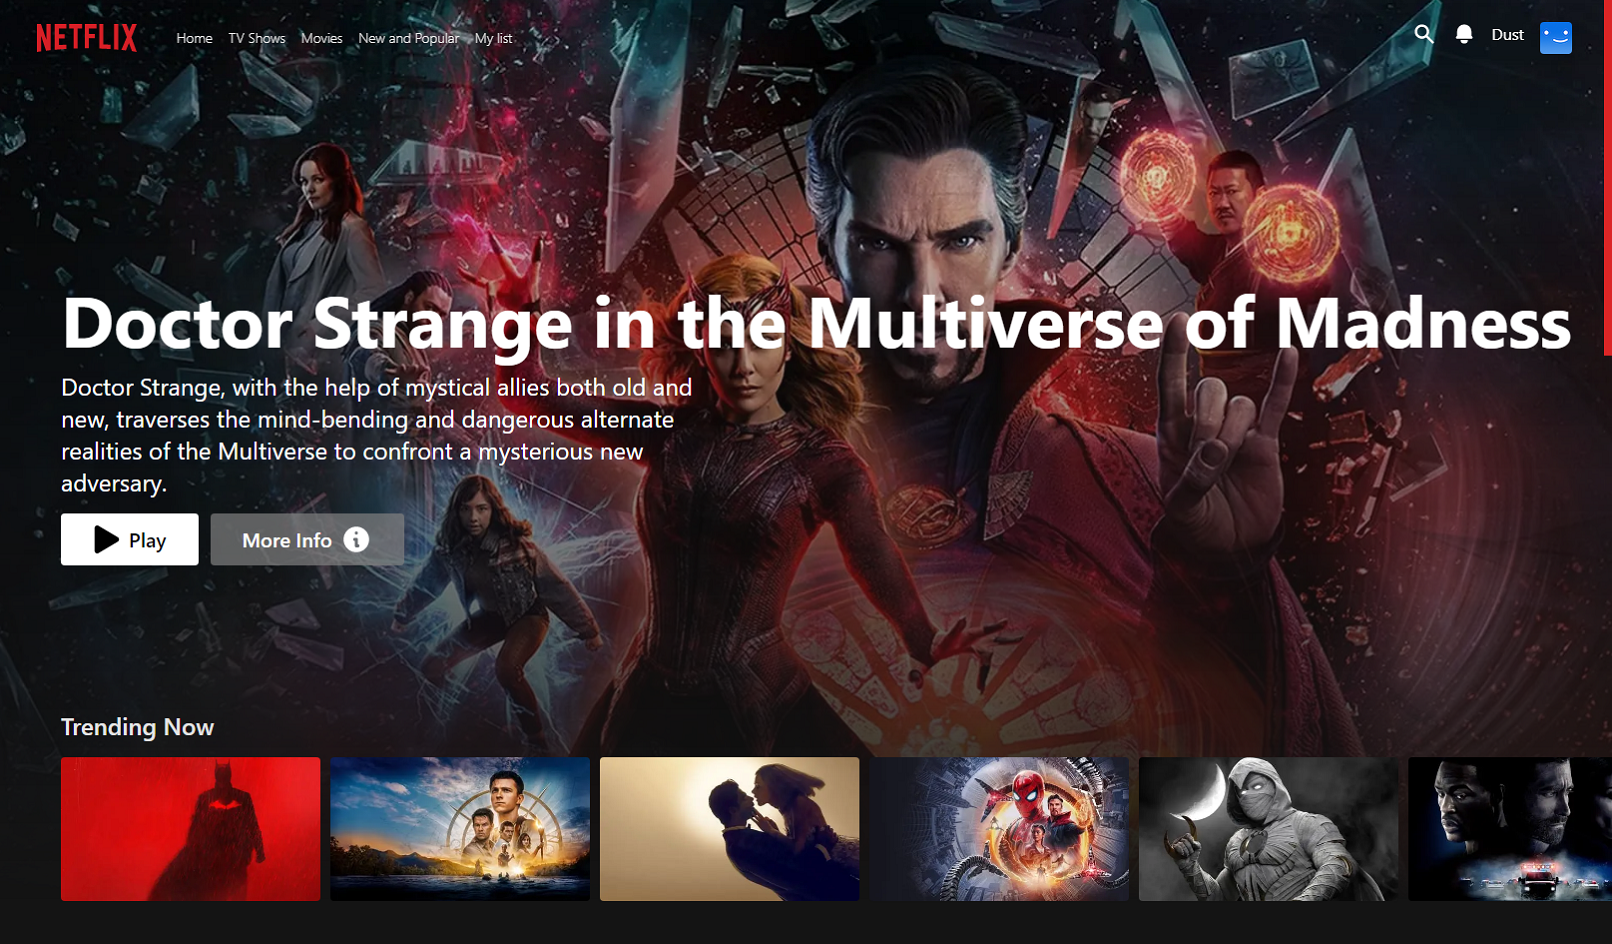 NETFLIX
Home TV Shows Movies New and Popular My list
Dust
Doctor Strange in the Multiverse of Madness
Doctor Strange, with the help of mystical allies both old and
new, traverses the mind-bending and dangerous alternate
realities of the Multiverse to confront a mysterious new
adversary.
Play
More Info
Trending Now